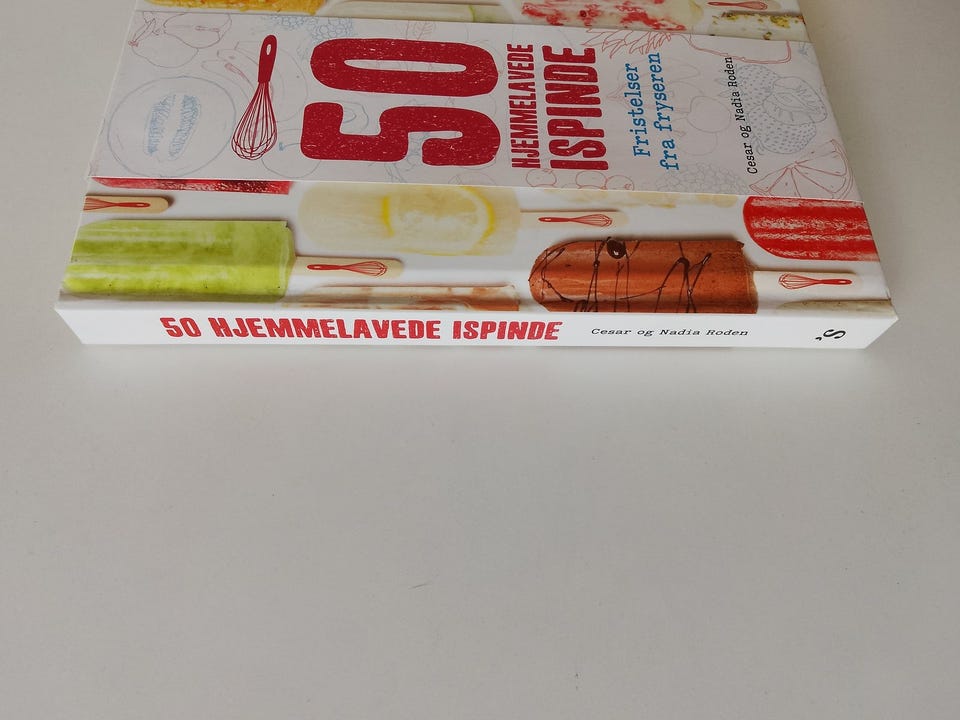 50
HJEMMELAVEDE
ISPINDE
Fristelser
fra fryseren
Cesar og Nadia Roden
50 HJEMMELAVEDE ISPINDE Cesar og Nadia Roden 's